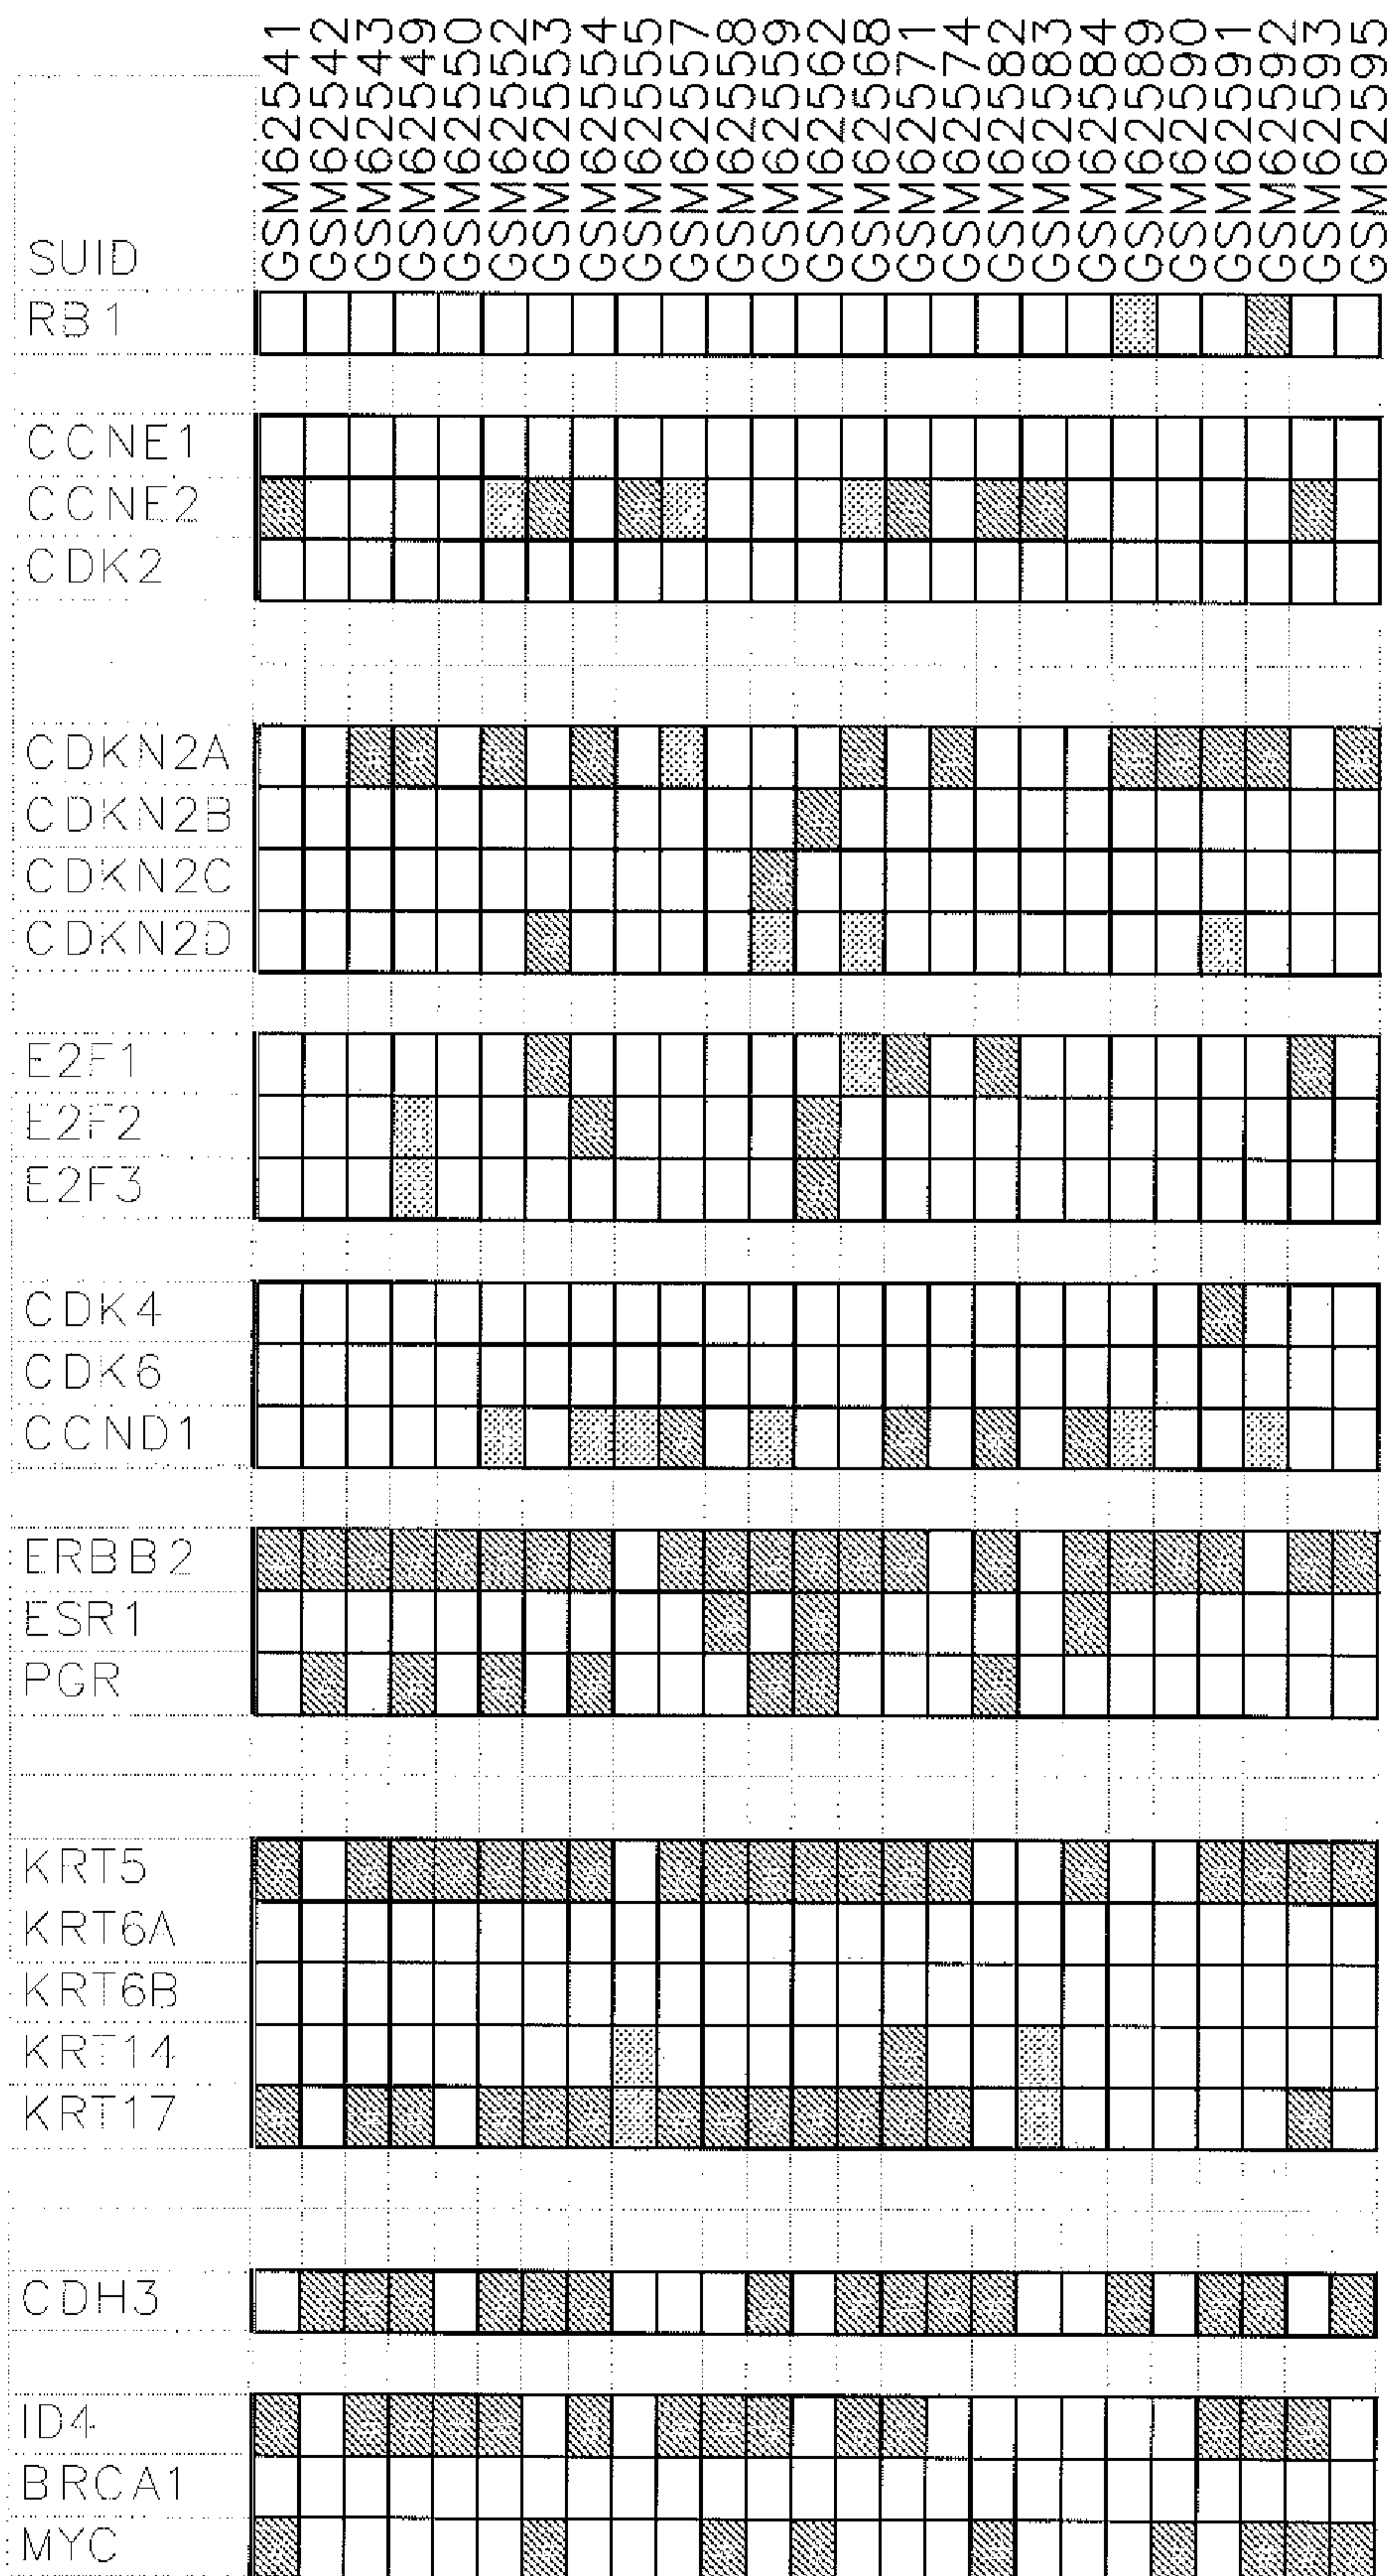 SUID
GSM62541
GSM62542
GSM62543
GSM62549
GSM62550
GSM62552
GSM62553
GSM62554
GSM62555
GSM62557
GSM62558
GSM62559
GSM62562
GSM62568
GSM62571
GSM62574
GSM62582
GSM62583
GSM62584
GSM62589
GSM62590
GSM62591
GSM62592
GSM62593
GSM62595
RB1
CCNE1
CCNE2
CDK2
CDKN2A
CDKN2B
CDKN2C
CDKN2D
E2F1
E2F2
E2F3
CDK4
CDK6
CCND1
ERBB2
ESR1
PGR
KRT5
KRT6A
KRT6B
KRT14
KRT17
CDH3
ID4
BRCA1
MYC